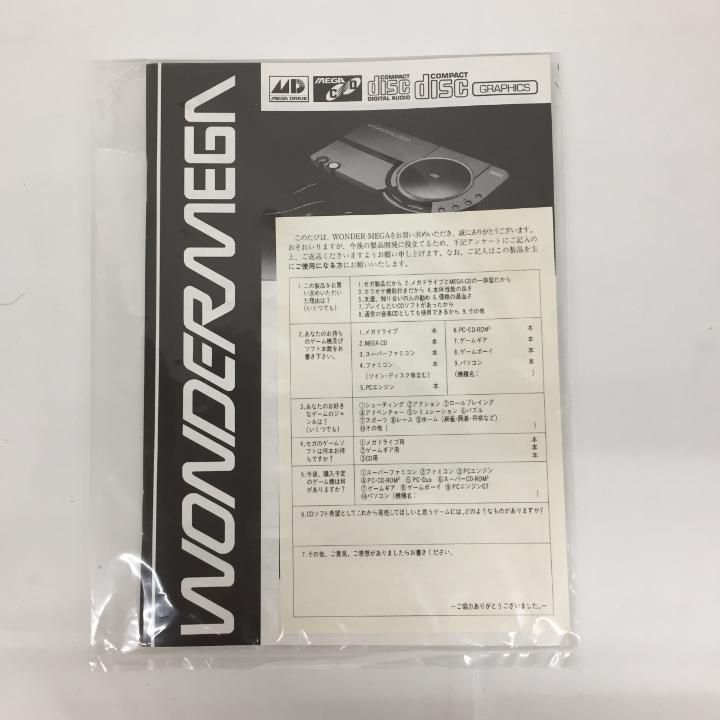 WONDERMEGA
MD
MEGA DRIVE
MEGA CD
COMPACT
disc
DIGITAL AUDIO
COMPACT
disc
GRAPHICS
WONDERMEGA
このたびは、WONDER-MEGAをお買い求めいただき、誠にありがとうございます。
おそれいりますが、今後の製品開発に役立てるため、下記アンケートにご記入の
上、ご返送くださいますようお願い申し上げます。なお、ご記入はこの製品を主
にご使用になる方にお願いいたします。
1.この製品をお買
い求めいただい
た理由は?
(いくつでも)
1.セガ製品だから 2.メガドライブとMEGA-CDの一体型だから
3.カラオケ機能付きだから 4.本体性能の良さ
5.友達、知り合いの人の勧め 6.価格の適当さ
7.プレイしたいCDソフトがあったから
8.通常の音楽CDとしても使用できるから 9.その他
2.あなたのお持ち
のゲーム機及び
ソフト本数をお
書き下さい。
1.メガドライブ 本
2.MEGA-CD 本
3.スーパーファミコン 本
4.ファミコン 本
(ツイン・ディスク等含む)
5.PCエンジン 本
6.PC-CD-ROM² 本
7.ゲームギア 本
8.ゲームボーイ 本
9.パソコン 本
(機種名: )
3.あなたのお好き
なゲームのジャ
ンルは?
(いくつでも)
①シューティング ②アクション ③ロールプレイング
④アドベンチャー ⑤シミュレーション ⑥パズル
⑦スポーツ ⑧レース ⑨ホーム (麻雀・囲碁・将棋など)
⑩その他 ( )
4.セガのゲームソ
フトは何本お持
ちですか?
①メガドライブ用 本
②ゲームギア用 本
③CD用 本
5.今後、購入予定
のゲーム機は何
がありますか?
①スーパーファミコン ②ファミコン ③PCエンジン
④PC-CD-ROM² ⑤PC-Duo ⑥スーパーCD-ROM²
⑦ゲームギア ⑧ゲームボーイ ⑨PCエンジンGT
⑩パソコン (機種名: )
6.CDソフト希望としてこれから発売してほしいと思うゲームには、どのようなものがありますか?
7.その他、ご意見、ご感想がありましたらお書きください。
−ご協力ありがとうございました。−